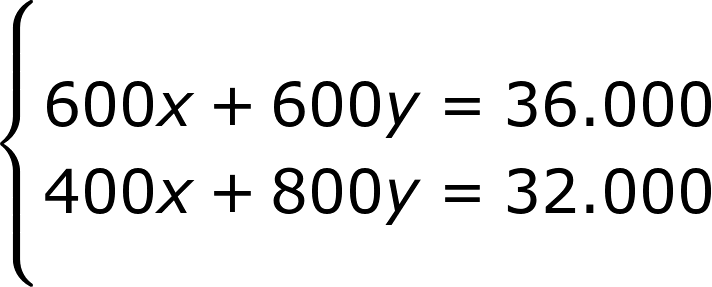 600x + 600y = 36.000
400x + 800y = 32.000